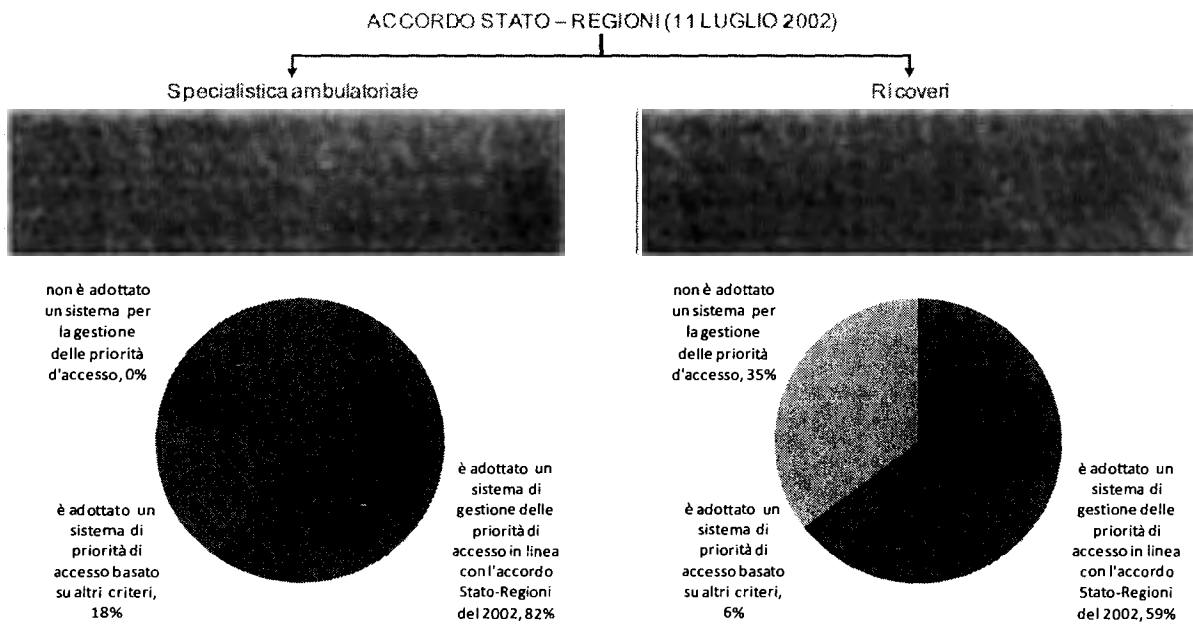 ACCORDO STATO – REGIONI (11 LUGLIO 2002)
Specialistica ambulatoriale
Ricoveri
non è adottato
un sistema per
la gestione
delle priorità
d'accesso, 0%
è adottato un
sistema di
priorità di
accesso basato
su altri criteri,
18%
è adottato un
sistema di
gestione delle
priorità di
accesso in linea
con l'accordo
Stato-Regioni
del 2002, 82%
non è adottato
un sistema per
la gestione
delle priorità
d'accesso, 35%
è adottato un
sistema di
priorità di
accesso basato
su altri criteri,
6%
è adottato un
sistema di
gestione delle
priorità di
accesso in linea
con l'accordo
Stato-Regioni
del 2002, 59%